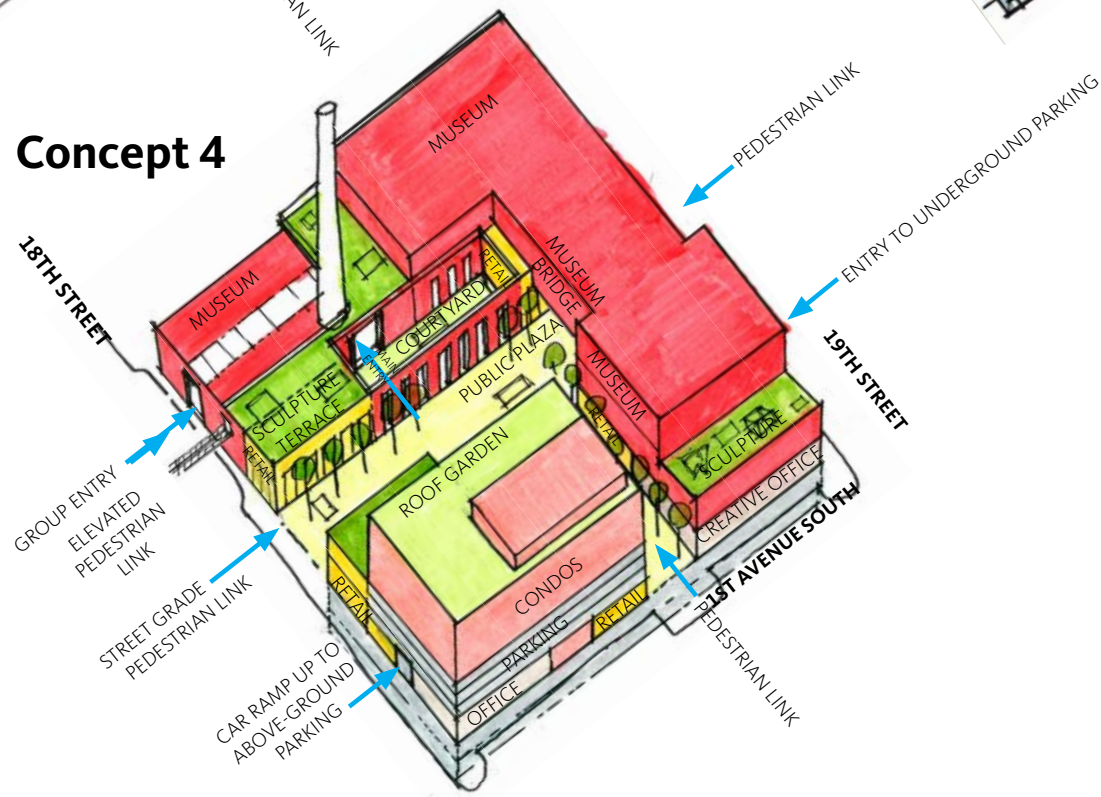 AN LINK
Concept 4
MUSEUM
PEDESTRIAN LINK
ENTRY TO UNDERGROUND PARKING
18TH STREET
MUSEUM
MUSEUM
BRIDGE
RETAIL
COURTYARD
MAIN
ENTRY
PUBLIC PLAZA
19TH STREET
MUSEUM
RETAIL
SCULPTURE
TERRACE
RETAIL
SCULPTURE
CREATIVE OFFICE
1ST AVENUE SOUTH
GROUP ENTRY
ELEVATED
PEDESTRIAN
LINK
ROOF GARDEN
STREET GRADE
PEDESTRIAN LINK
RETAIL
CONDOS
RETAIL
PARKING
OFFICE
PEDESTRIAN LINK
CAR RAMP UP TO
ABOVE-GROUND
PARKING